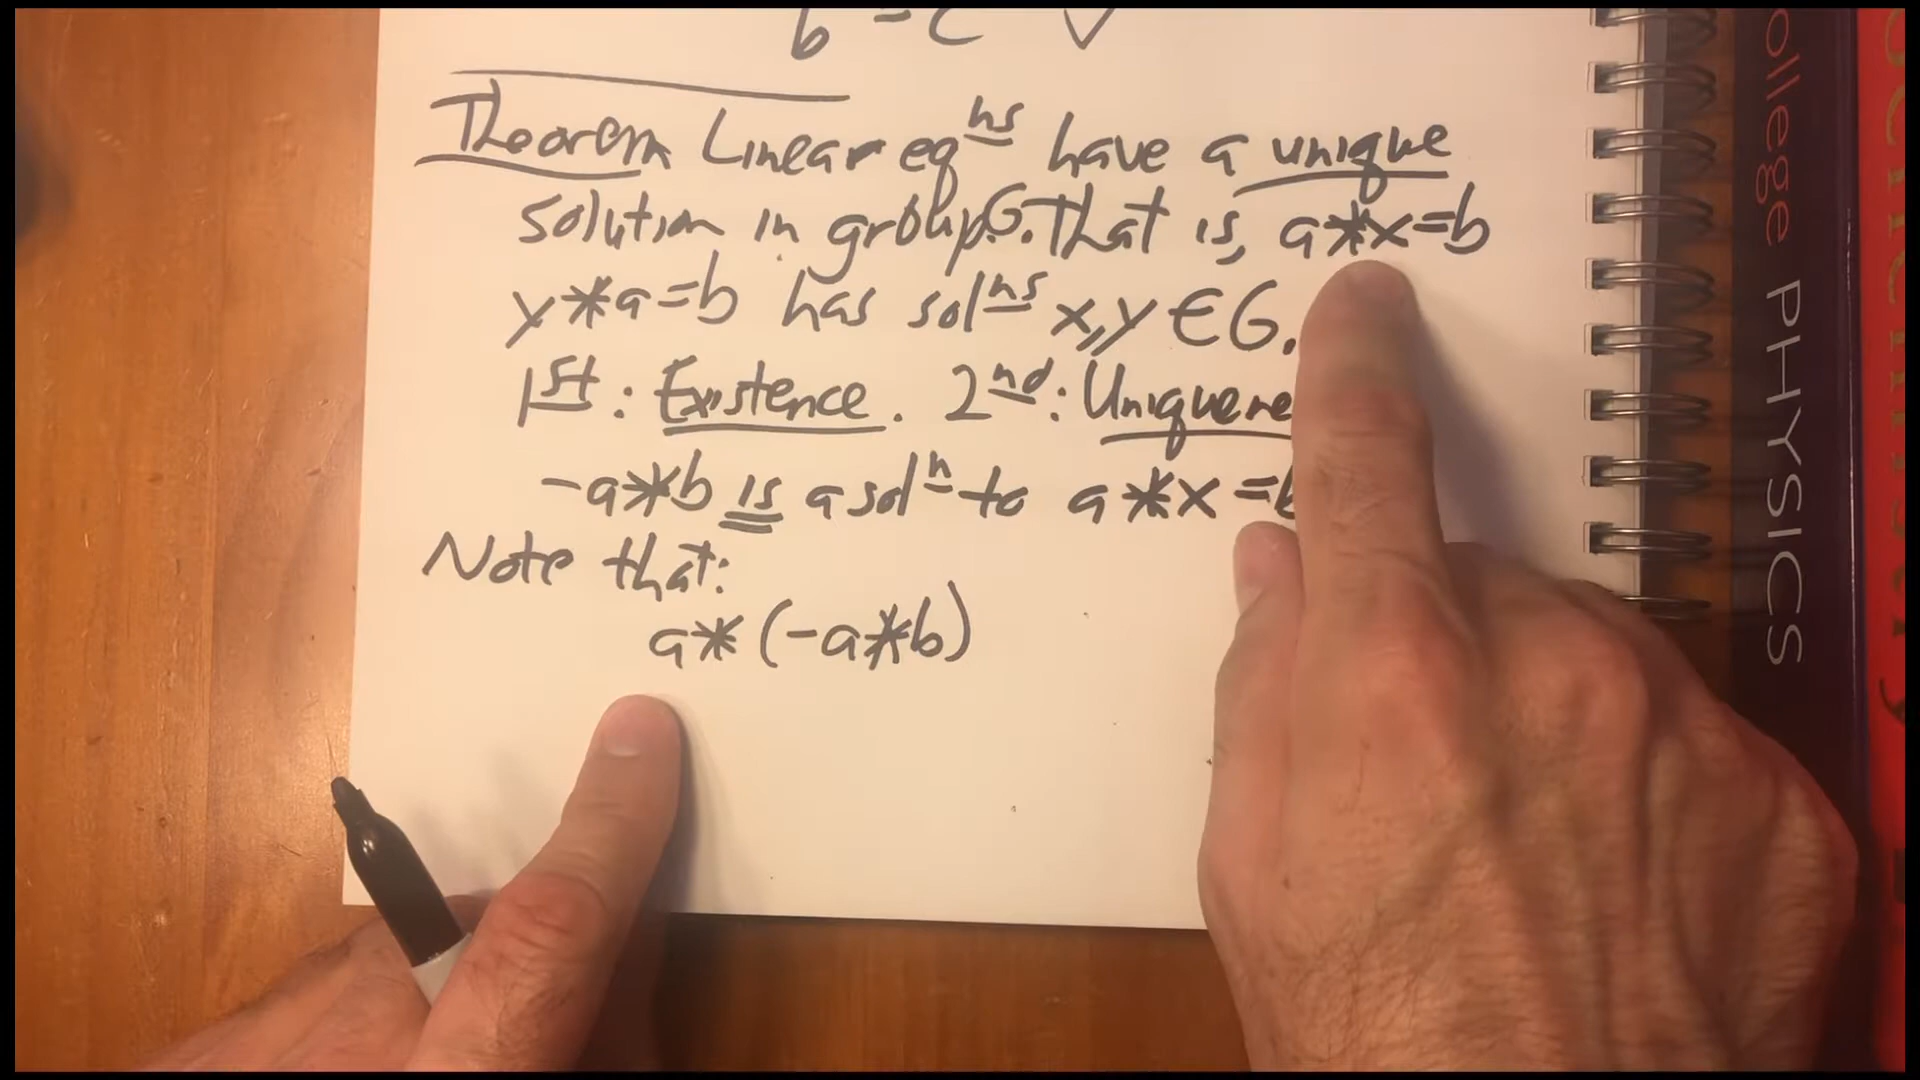 b = c ✓
Theorem Linear eqns have a unique
solution in group G. That is, a*x=b
y*a=b has solns x,y ∈ G.
1st: Existence. 2nd:
-a*b is a soln to a*x =b
Note that:
a*(-a*b)
PHYSICS